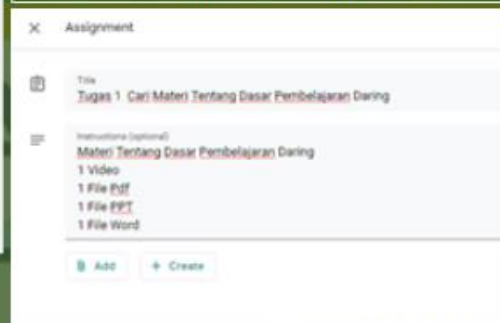 Assignment
Title
Tugas 1 Cari Materi Tentang Dasar Pembelajaran Daring
Instructions (optional)
Materi Tentang Dasar Pembelajaran Daring
1 Video
1 File Pdf
1 File PPT
1 File Word
Add
+ Create